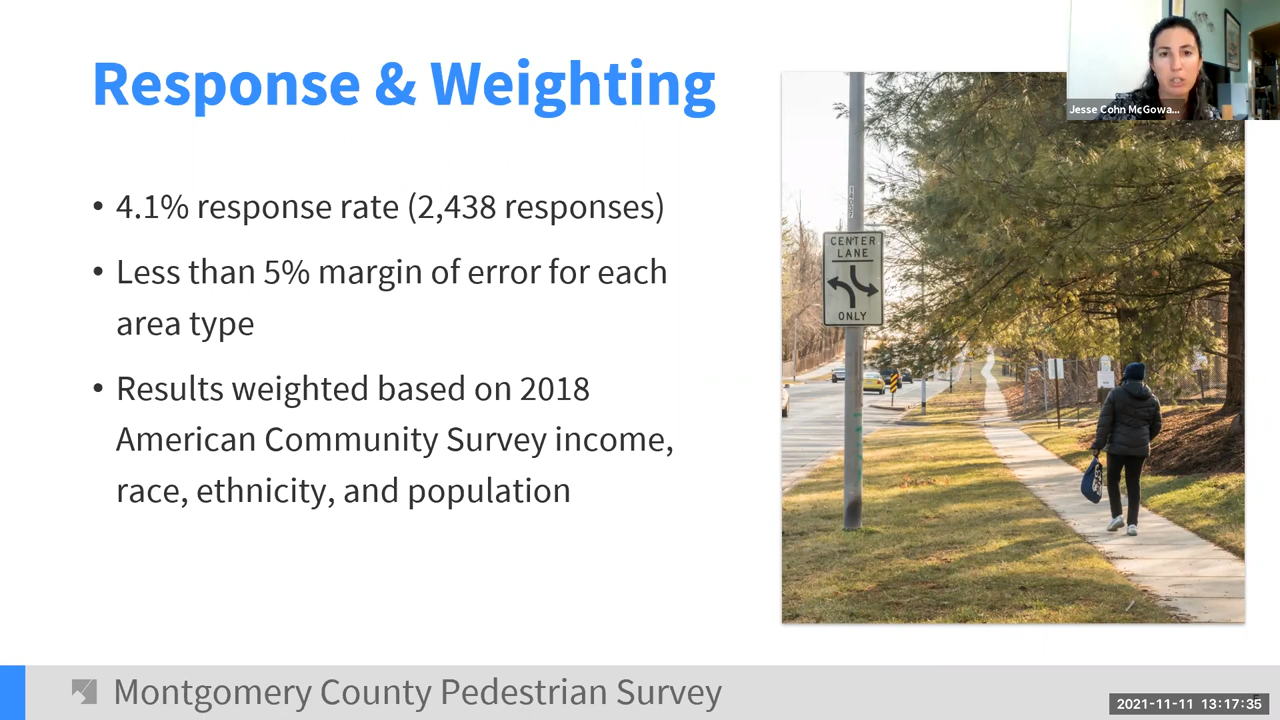 Response & Weighting
Jesse Cohn McGowa...
• 4.1% response rate (2,438 responses)
• Less than 5% margin of error for each
area type
• Results weighted based on 2018
American Community Survey income,
race, ethnicity, and population
CENTER
LANE
ONLY
Montgomery County Pedestrian Survey
2021-11-11 13:17:35